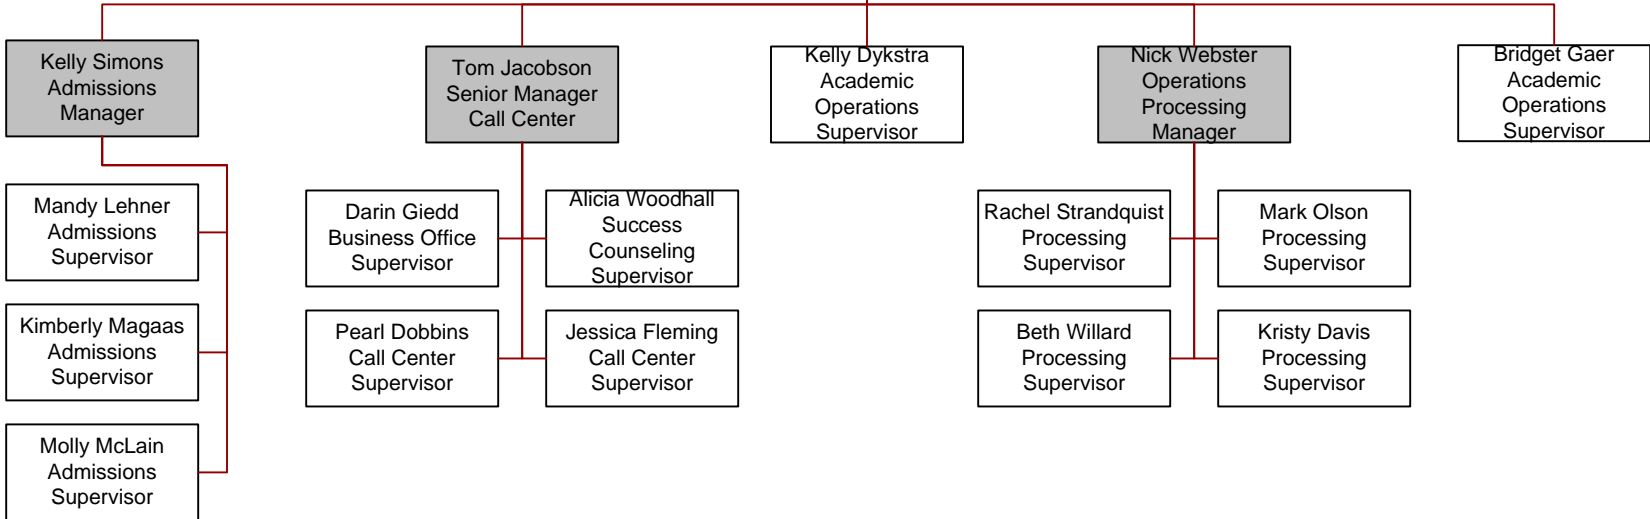 Kelly Simons
Admissions
Manager
Tom Jacobson
Senior Manager
Call Center
Kelly Dykstra
Academic
Operations
Supervisor
Nick Webster
Operations
Processing
Manager
Bridget Gaer
Academic
Operations
Supervisor
Mandy Lehner
Admissions
Supervisor
Darin Giedd
Business Office
Supervisor
Alicia Woodhall
Success
Counseling
Supervisor
Rachel Strandquist
Processing
Supervisor
Mark Olson
Processing
Supervisor
Kimberly Magaas
Admissions
Supervisor
Pearl Dobbins
Call Center
Supervisor
Jessica Fleming
Call Center
Supervisor
Beth Willard
Processing
Supervisor
Kristy Davis
Processing
Supervisor
Molly McLain
Admissions
Supervisor